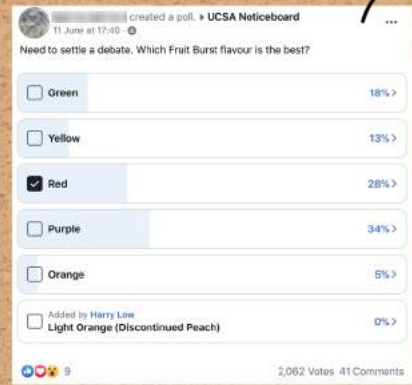 created a poll. ▸ UCSA Noticeboard
11 June at 17:40 ·
Need to settle a debate. Which Fruit Burst flavour is the best?
Green 18% >
Yellow 13% >
Red 28% >
Purple 34% >
Orange 5% >
Added by Harry Low
Light Orange (Discontinued Peach) 0% >
9 2,062 Votes 41 Comments